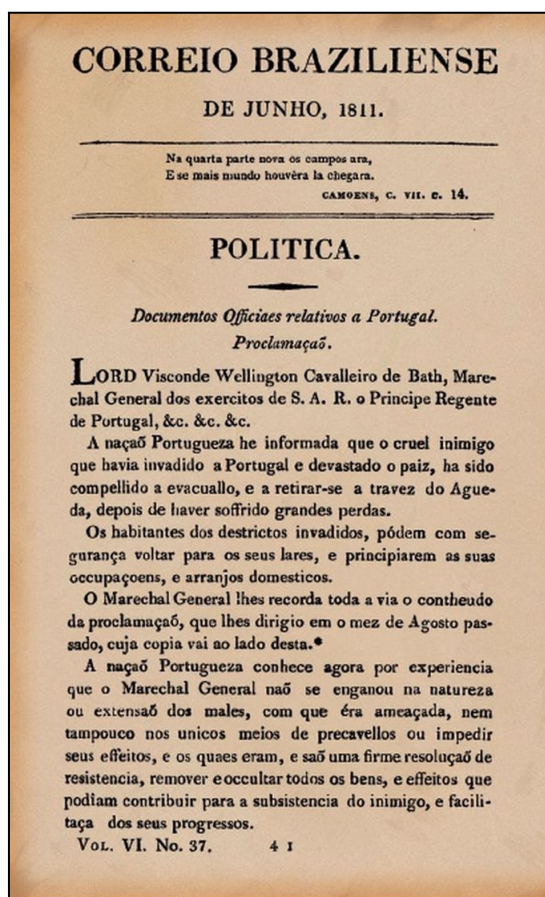 CORREIO BRAZILIENSE
DE JUNHO, 1811.
Na quarta parte nova os campos ara,
E se mais mundo houvéra la chegara.
CAMOENS, C. VII. e. 14.
POLITICA.
Documentos Officiaes relativos a Portugal.
Proclamaçaõ.
LORD Visconde Wellington Cavalleiro de Bath, Mare-
chal General dos exercitos de S. A. R. o Principe Regente
de Portugal, &c. &c. &c.
A naçaõ Portugueza he informada que o cruel inimigo
que havia invadido a Portugal e devastado o paiz, ha sido
compellido a evacuallo, e a retirar-se a travez do Ague-
da, depois de haver soffrido grandes perdas.
Os habitantes dos destrictos invadidos, pódem com se-
gurança voltar para os seus lares, e principiarem as suas
occupaçoens, e arranjos domesticos.
O Marechal General lhes recorda toda a via o contheudo
da proclamaçaõ, que lhes dirigio em o mez de Agosto pas-
sado, cuja copia vai ao lado desta.*
A naçaõ Portugueza conhece agora por experiencia
que o Marechal General naõ se enganou na natureza
ou extensaõ dos males, com que éra ameaçada, nem
tampouco nos unicos meios de precavellos ou impedir
seus effeitos, e os quaes eram, e saõ uma firme resoluçaõ de
resistencia, remover e occultar todos os bens, e effeitos que
podiam contribuir para a subsistencia do inimigo, e facili-
taça dos seus progressos.
VOL. VI. No. 37. 4 I